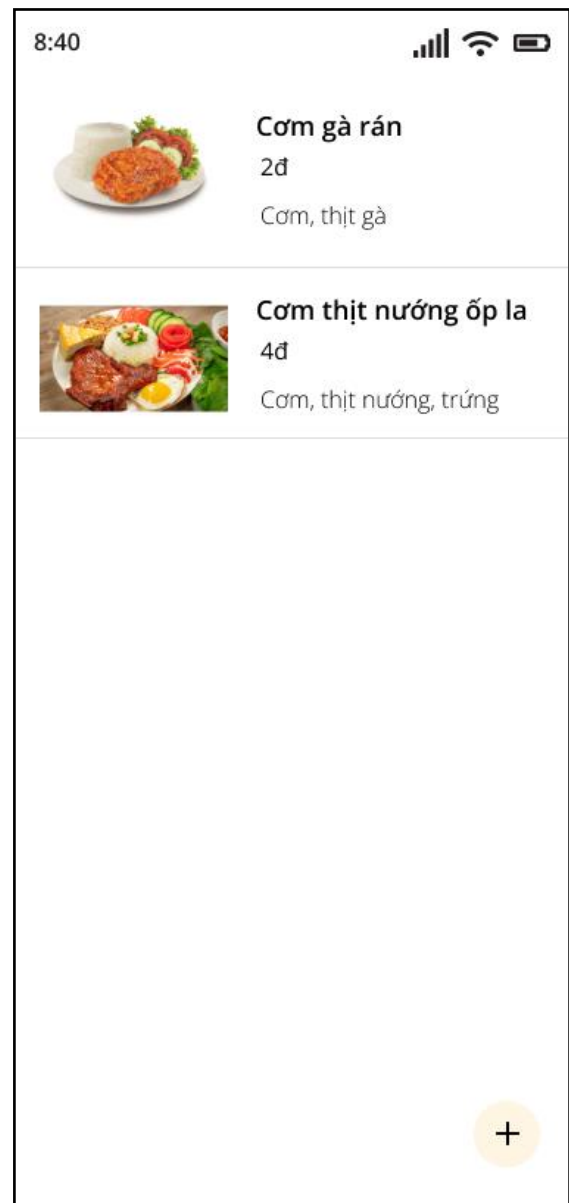 8:40
Cơm gà rán
2đ
Cơm, thịt gà
Cơm thịt nướng ốp la
4đ
Cơm, thịt nướng, trứng
+